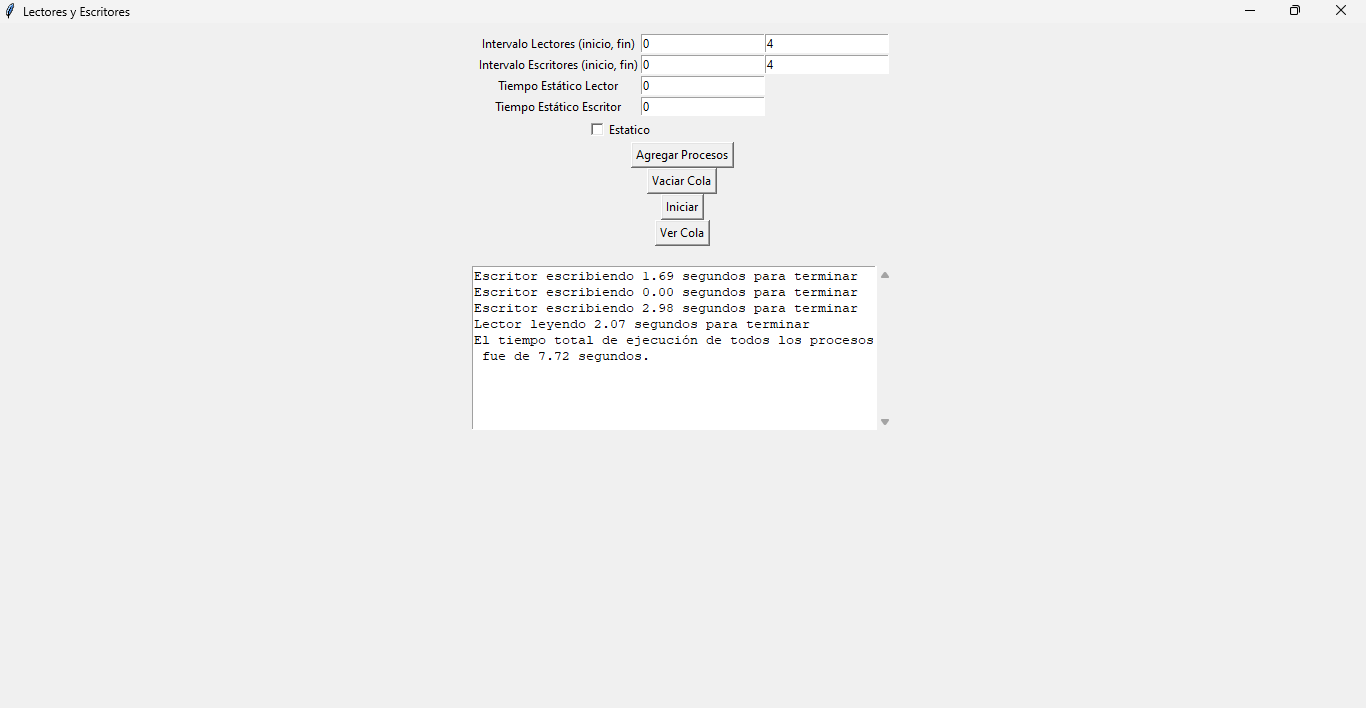 Lectores y Escritores
Intervalo Lectores (inicio, fin) 0 4
Intervalo Escritores (inicio, fin) 0 4
Tiempo Estático Lector 0
Tiempo Estático Escritor 0
Estatico
Agregar Procesos
Vaciar Cola
Iniciar
Ver Cola
Escritor escribiendo 1.69 segundos para terminar
Escritor escribiendo 0.00 segundos para terminar
Escritor escribiendo 2.98 segundos para terminar
Lector leyendo 2.07 segundos para terminar
El tiempo total de ejecución de todos los procesos
fue de 7.72 segundos.